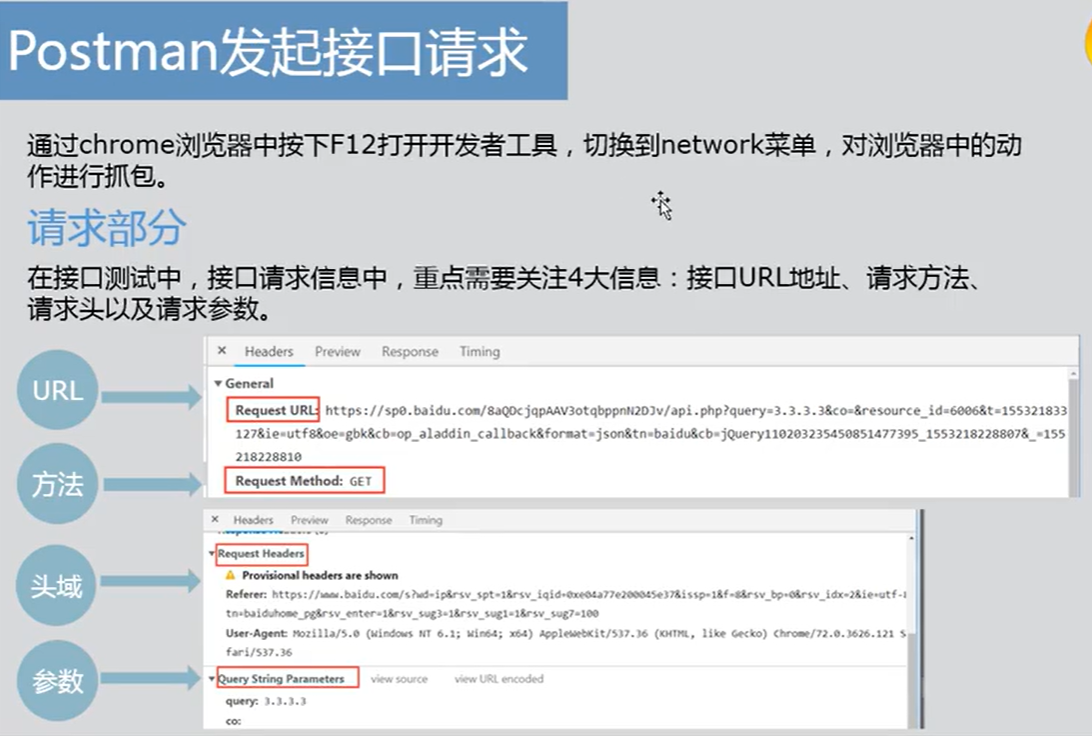 Postman发起接口请求
通过chrome浏览器中按下F12打开开发者工具，切换到network菜单，对浏览器中的动
作进行抓包。
请求部分
在接口测试中，接口请求信息中，重点需要关注4大信息：接口URL地址、请求方法、
请求头以及请求参数。
URL
方法
头域
参数
× Headers Preview Response Timing
▼ General
Request URL: https://sp0.baidu.com/8aQDcjqpAAV3otqbppnN2DJv/api.php?query=3.3.3.3&co=&resource_id=6006&t=155321833
127&ie=utf8&oe=gbk&cb=op_aladdin_callback&format=json&tn=baidu&cb=jQuery110203235450851477395_1553218228807&_=155
218228810
Request Method: GET
× Headers Preview Response Timing
▼ Request Headers
Provisional headers are shown
Referer: https://www.baidu.com/s?wd=ip&rsv_spt=1&rsv_iqid=0xe04a77e200045e37&issp=1&f=8&rsv_bp=0&rsv_idx=2&ie=utf-8
tn=baiduhome_pg&rsv_enter=1&rsv_sug3=1&rsv_sug1=1&rsv_sug7=100
User-Agent: Mozilla/5.0 (Windows NT 6.1; Win64; x64) AppleWebKit/537.36 (KHTML, like Gecko) Chrome/72.0.3626.121 S
fari/537.36
▼ Query String Parameters view source view URL encoded
query: 3.3.3.3
co: